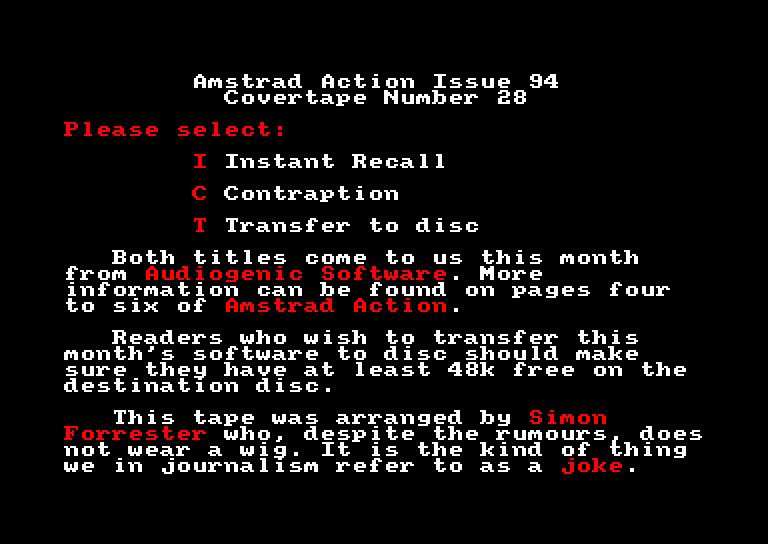 Amstrad Action Issue 94
Covertape Number 28
Please select:
I Instant Recall
C Contraption
T Transfer to disc
Both titles come to us this month
from Audiogenic Software. More
information can be found on pages four
to six of Amstrad Action.
Readers who wish to transfer this
month's software to disc should make
sure they have at least 48k free on the
destination disc.
This tape was arranged by Simon
Forrester who, despite the rumours, does
not wear a wig. It is the kind of thing
we in journalism refer to as a joke.